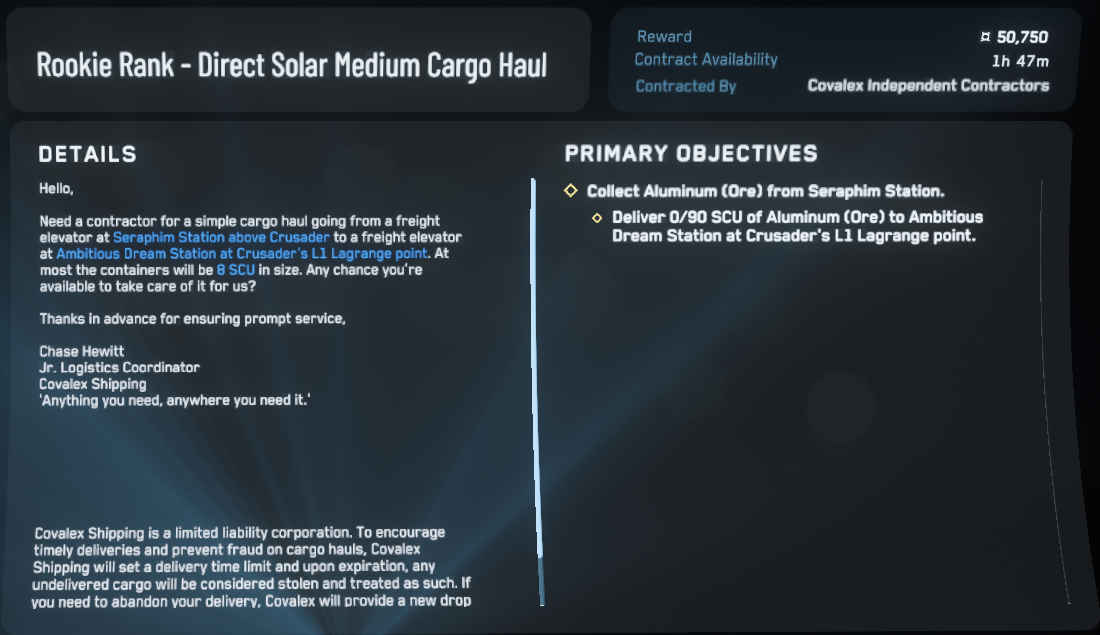 Rookie Rank - Direct Solar Medium Cargo Haul
Reward ¤ 50,750
Contract Availability 1h 47m
Contracted By Covalex Independent Contractors
DETAILS
Hello,
Need a contractor for a simple cargo haul going from a freight
elevator at Seraphim Station above Crusader to a freight elevator
at Ambitious Dream Station at Crusader's L1 Lagrange point. At
most the containers will be 8 SCU in size. Any chance you're
available to take care of it for us?
Thanks in advance for ensuring prompt service,
Chase Hewitt
Jr. Logistics Coordinator
Covalex Shipping
'Anything you need, anywhere you need it.'
Covalex Shipping is a limited liability corporation. To encourage
timely deliveries and prevent fraud on cargo hauls, Covalex
Shipping will set a delivery time limit and upon expiration, any
undelivered cargo will be considered stolen and treated as such. If
you need to abandon your delivery, Covalex will provide a new drop
PRIMARY OBJECTIVES
Collect Aluminum (Ore) from Seraphim Station.
Deliver 0/90 SCU of Aluminum (Ore) to Ambitious
Dream Station at Crusader's L1 Lagrange point.